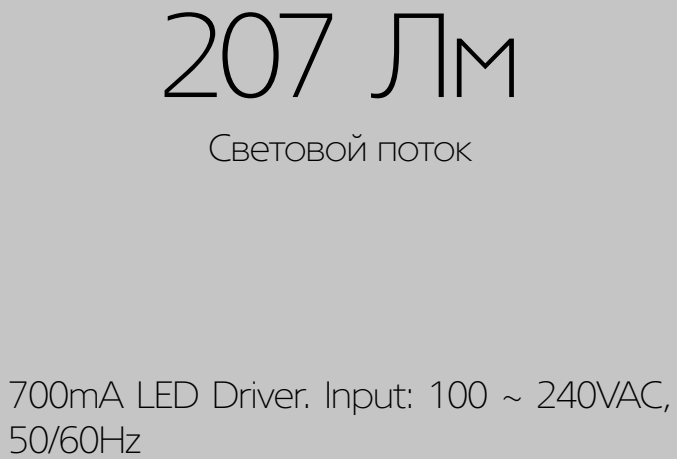 207 Лм
Световой поток
700mA LED Driver. Input: 100 ~ 240VAC,
50/60Hz